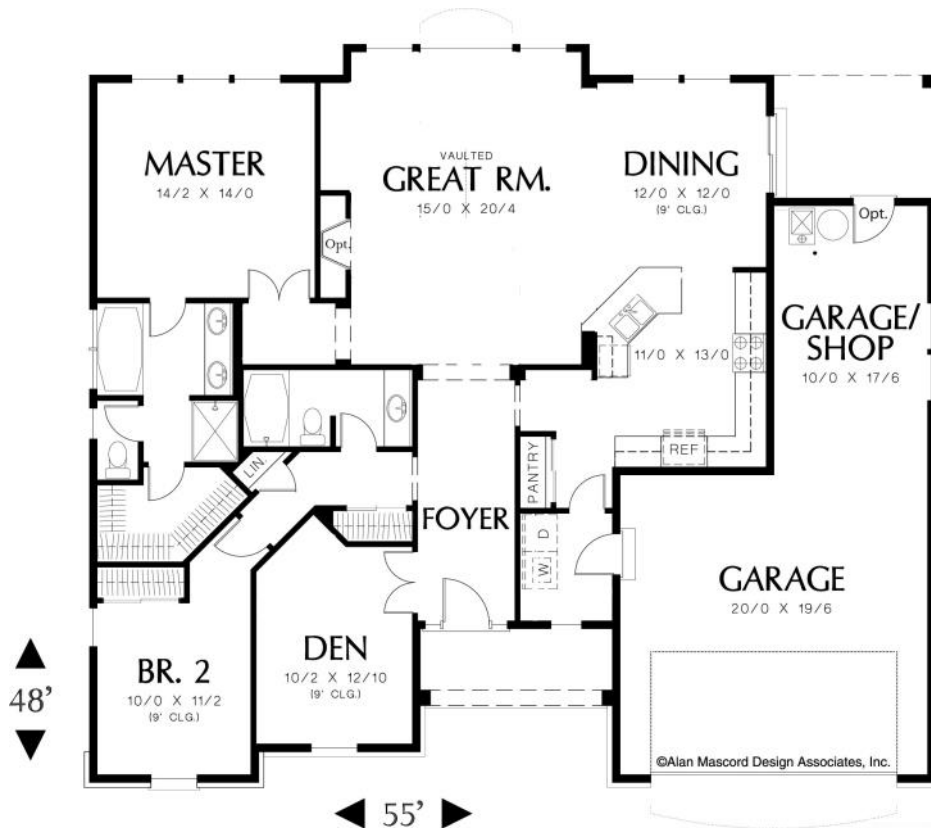 MASTER
14/2 X 14/0
VAULTED
GREAT RM.
15/0 X 20/4
DINING
12/0 X 12/0
(9' CLG.)
Opt.
Opt.
GARAGE/
SHOP
10/0 X 17/6
11/0 X 13/0
REF
LIN.
PANTRY
FOYER
D
W
GARAGE
20/0 X 19/6
BR. 2
10/0 X 11/2
(9' CLG.)
DEN
10/2 X 12/10
(9' CLG.)
48'
©Alan Mascord Design Associates, Inc.
55'